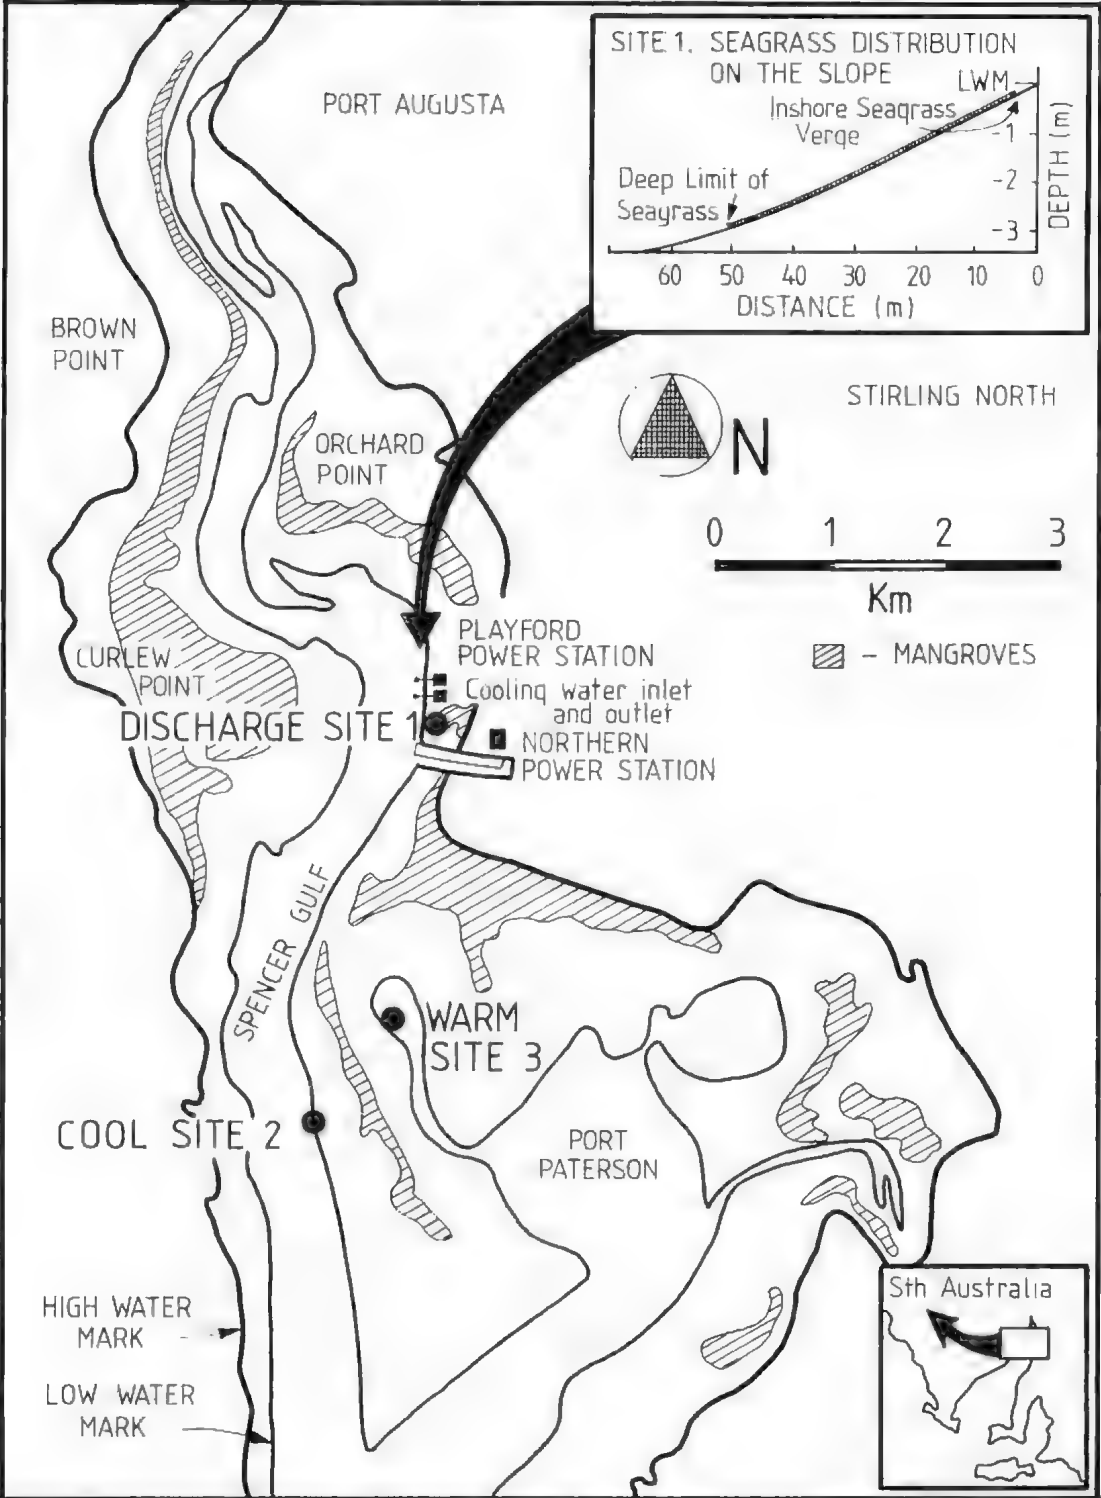 SITE 1. SEAGRASS DISTRIBUTION
ON THE SLOPE
LWM
Inshore Seagrass
Verge
-1
-2
-3
DEPTH (m)
Deep Limit of
Seagrass
60 50 40 30 20 10 0
DISTANCE (m)
PORT AUGUSTA
BROWN
POINT
STIRLING NORTH
N
ORCHARD
POINT
0 1 2 3
Km
- MANGROVES
PLAYFORD
POWER STATION
Cooling water inlet
and outlet
CURLEW
POINT
DISCHARGE SITE 1
NORTHERN
POWER STATION
SPENCER GULF
WARM
SITE 3
COOL SITE 2
PORT
PATERSON
HIGH WATER
MARK
LOW WATER
MARK
Sth Australia